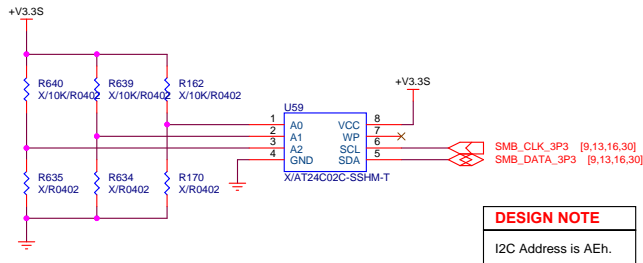 +V3.3S
R640
X/10K/R0402
R639
X/10K/R0402
R162
X/10K/R0402
+V3.3S
U59
1 A0 VCC 8
2 A1 WP 7
3 A2 SCL 6
4 GND SDA 5
X/AT24C02C-SSHM-T
SMB_CLK_3P3 [9,13,16,30]
SMB_DATA_3P3 [9,13,16,30]
R635
X/R0402
R634
X/R0402
R170
X/R0402
DESIGN NOTE
I2C Address is AEh.